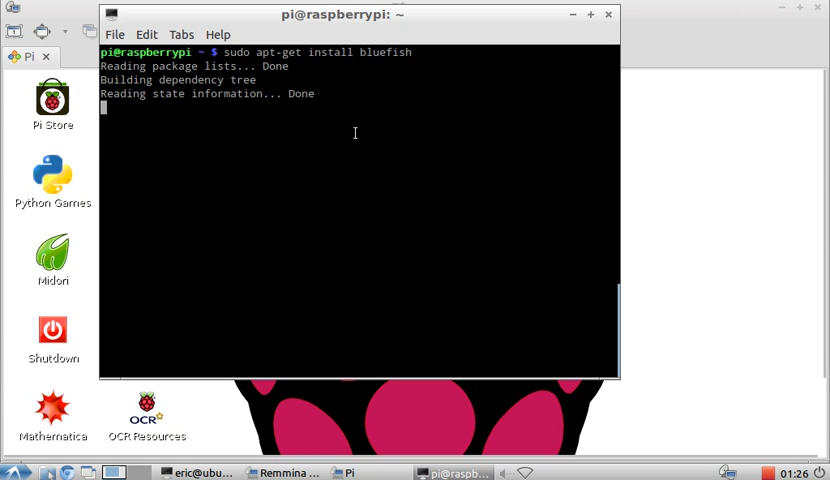 pi@raspberrypi: ~
Pi
File Edit Tabs Help
pi@raspberrypi ~ $ sudo apt-get install bluefish
Reading package lists... Done
Building dependency tree
Reading state information... Done
Pi Store
Python Games
Midori
Shutdown
Mathematica
OCR
OCR Resources
eric@ubu...
Remmina ...
Pi
pi@raspb...
01:26